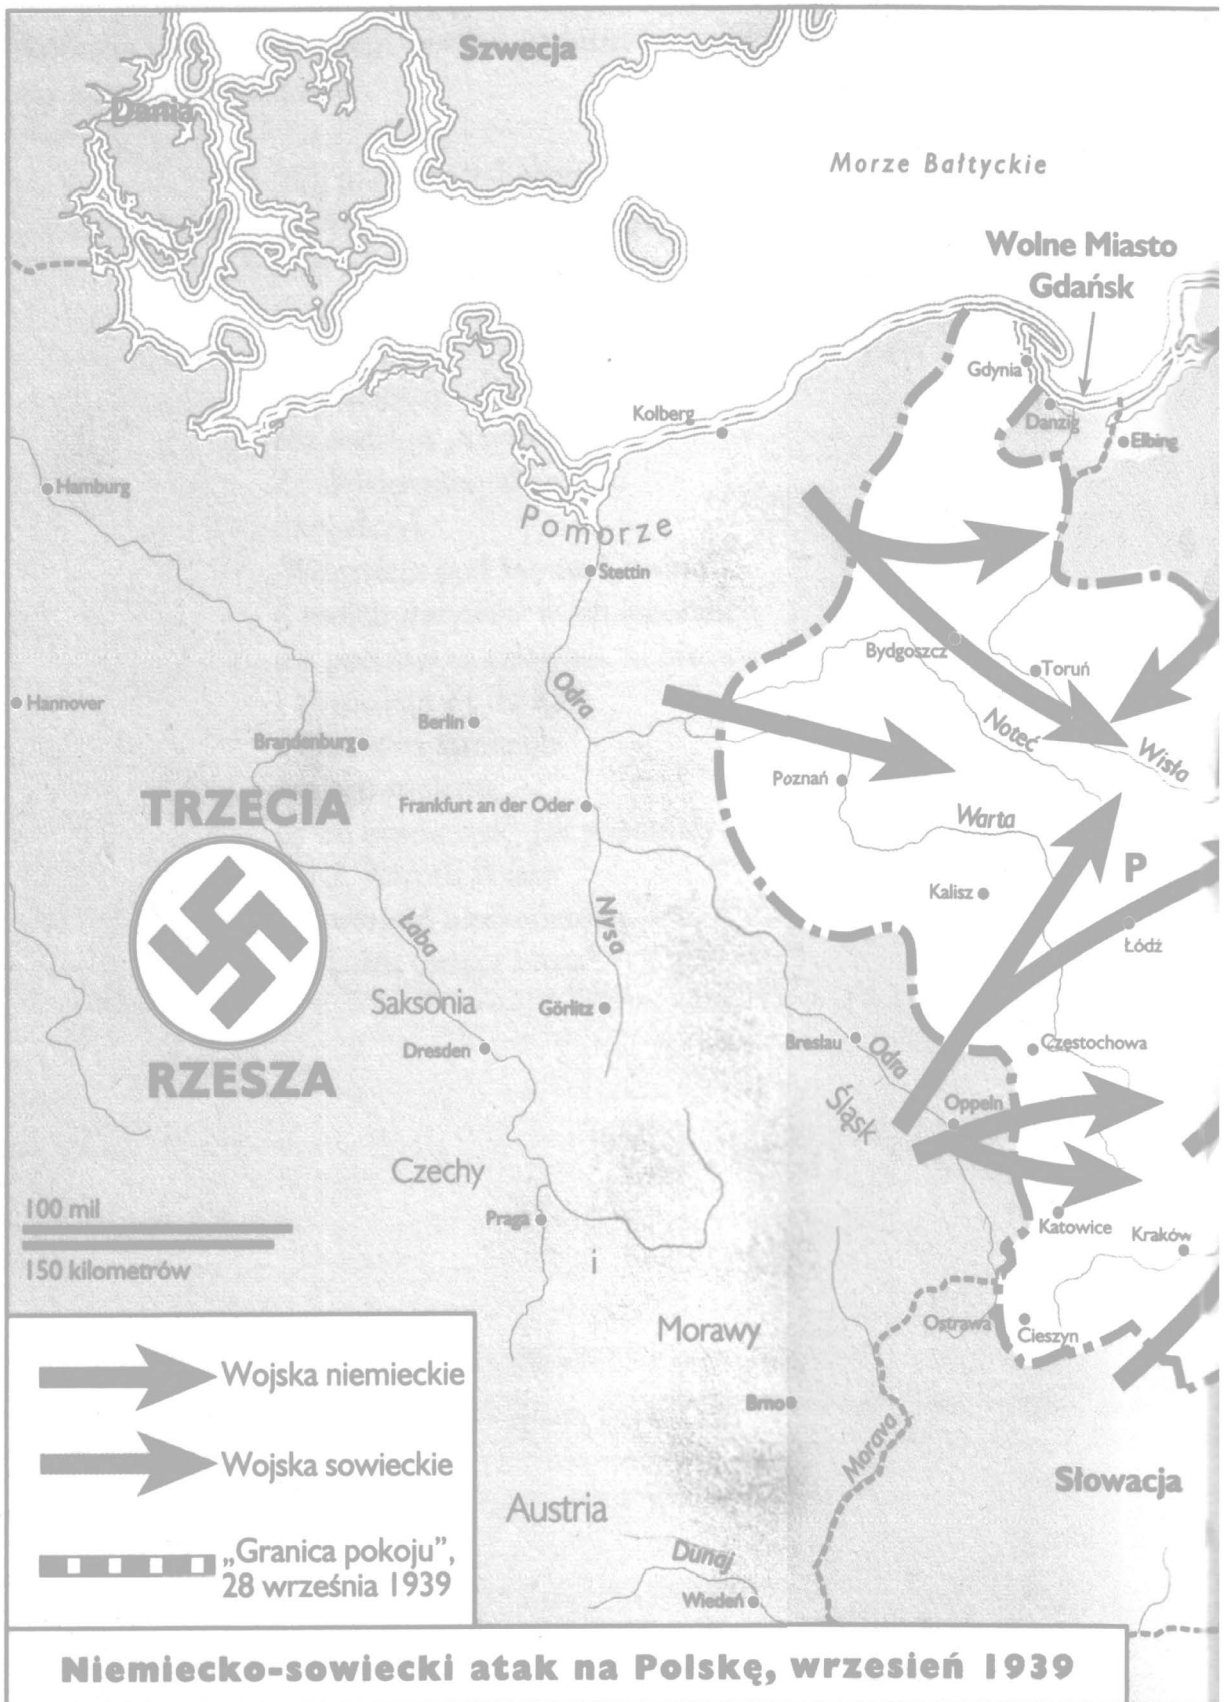 Szwecja
Dania
Morze Bałtyckie
Wolne Miasto
Gdańsk
Gdynia
Kolberg
Danzig
Elbing
Hamburg
Pomorze
Stettin
Bydgoszcz
Toruń
Hannover
Odra
Berlin
Brandenburg
Noteć
Wisła
Poznań
TRZECIA
Frankfurt an der Oder
Warta
P
Kalisz
Łaba
Nysa
Łódź
Saksonia
Görlitz
Dresden
Breslau
Odra
Częstochowa
RZESZA
Śląsk
Oppeln
Czechy
100 mil
Praga
Katowice
Kraków
150 kilometrów
i
Morawy
Ostrawa
Cieszyn
Wojska niemieckie
Brno
Morava
Wojska sowieckie
Słowacja
Austria
„Granica pokoju”,
28 września 1939
Dunaj
Wiedeń
Niemiecko-sowiecki atak na Polskę, wrzesień 1939